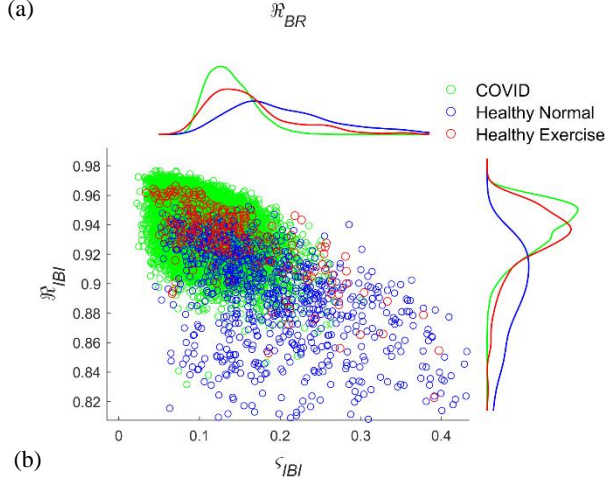 (a)
ℜ_BR
COVID
Healthy Normal
Healthy Exercise
0.98
0.96
0.94
0.92
0.9
0.88
0.86
0.84
0.82
ℜ_IBI
0 0.1 0.2 0.3 0.4
ς_IBI
(b)